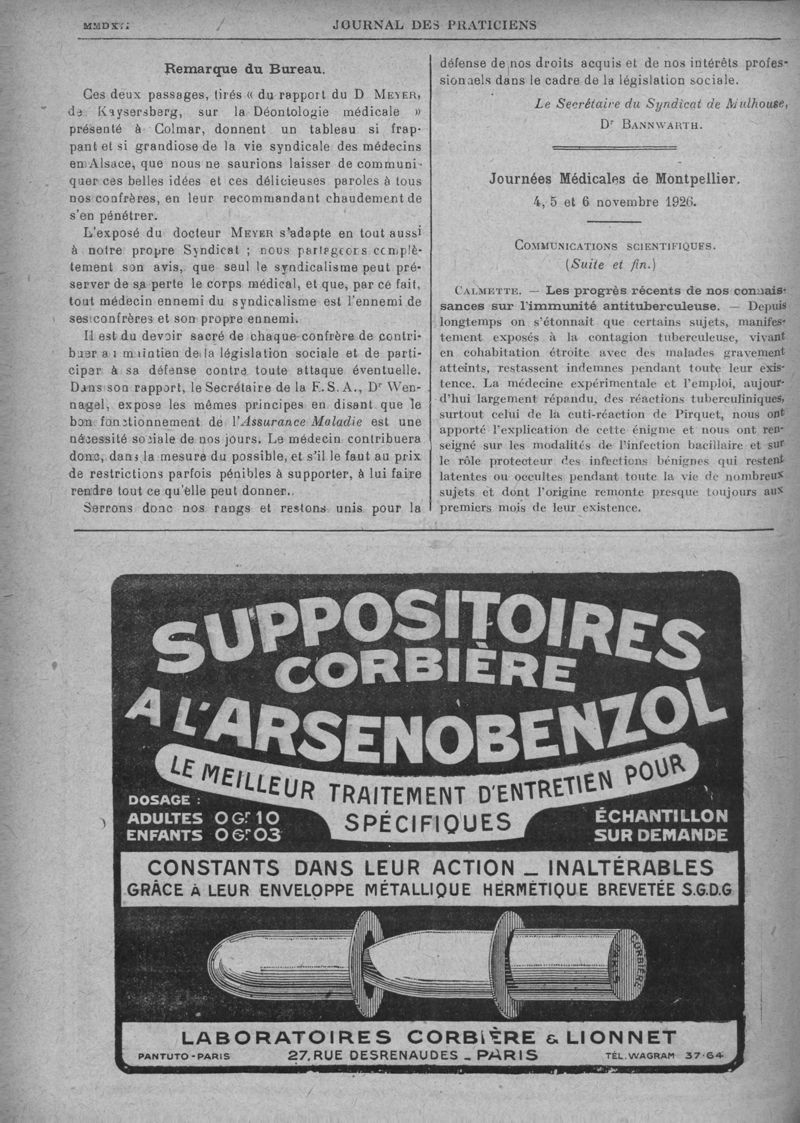 JOURNAL DES PRATICIENS
Remarque du Bureau.
Ces deux passages, tirés « du rapport du D MEYER,
de Kaysersberg, sur la Déontologie médicale »
présenté à Colmar, donnent un tableau si frap-
pant et si grandiose de la vie syndicale des médecins
en Alsace, que nous ne saurions laisser de communi-
quer ces belles idées et ces délicieuses paroles à tous
nos confrères, en leur recommandant chaudement de
s'en pénétrer.
L'exposé du docteur MEYER s'adapte en tout aussi
à notre propre Syndicat ; nous partageons complè-
tement son avis, que seul le syndicalisme peut pré-
server de sa perte le corps médical, et que, par ce fait,
tout médecin ennemi du syndicalisme est l'ennemi de
ses confrères et son propre ennemi.
Il est du devoir sacré de chaque confrère de contri-
buer au maintien de la législation sociale et de parti-
ciper à sa défense contre toute attaque éventuelle.
Dans son rapport, le Secrétaire de la F. S. A., Dr Wen-
nagel, expose les mêmes principes en disant que le
bon fonctionnement de l'Assurance Maladie est une
nécessité sociale de nos jours. Le médecin contribuera
donc, dans la mesure du possible, et s'il le faut au prix
de restrictions parfois pénibles à supporter, à lui faire
rendre tout ce qu'elle peut donner.
Serrons donc nos rangs et restons unis pour la
défense de nos droits acquis et de nos intérêts profes-
sionnels dans le cadre de la législation sociale.
Le Secrétaire du Syndicat de Mulhouse,
Dr BANNWARTH.
Journées Médicales de Montpellier.
4, 5 et 6 novembre 1926.
COMMUNICATIONS SCIENTIFIQUES.
(Suite et fin.)
CALMETTE. — Les progrès récents de nos connais-
sances sur l'immunité antituberculeuse. — Depuis
longtemps on s'étonnait que certains sujets, manifes-
tement exposés à la contagion tuberculeuse, vivant
en cohabitation étroite avec des malades gravement
atteints, restassent indemnes pendant toute leur exis-
tence. La médecine expérimentale et l'emploi, aujour-
d'hui largement répandu, des réactions tuberculiniques,
surtout celui de la cuti-réaction de Pirquet, nous ont
apporté l'explication de cette énigme et nous ont ren-
seigné sur les modalités de l'infection bacillaire et sur
le rôle protecteur des infections bénignes qui restent
latentes ou occultes pendant toute la vie de nombreux
sujets et dont l'origine remonte presque toujours aux
premiers mois de leur existence.
SUPPOSITOIRES
CORBIÈRE
A L'ARSENOBENZOL
LE MEILLEUR TRAITEMENT D'ENTRETIEN POUR
SPÉCIFIQUES
DOSAGE :
ADULTES 0 Gr 10
ENFANTS 0 Gr 03
ÉCHANTILLON
SUR DEMANDE
CONSTANTS DANS LEUR ACTION _ INALTÉRABLES
GRÂCE À LEUR ENVELOPPE MÉTALLIQUE HERMÉTIQUE BREVETÉE S.G.D.G
CORBIÈRE
PARIS
LABORATOIRES CORBIÈRE & LIONNET
PANTUTO - PARIS
27, RUE DESRENAUDES _ PARIS
TÉL. WAGRAM 37-64